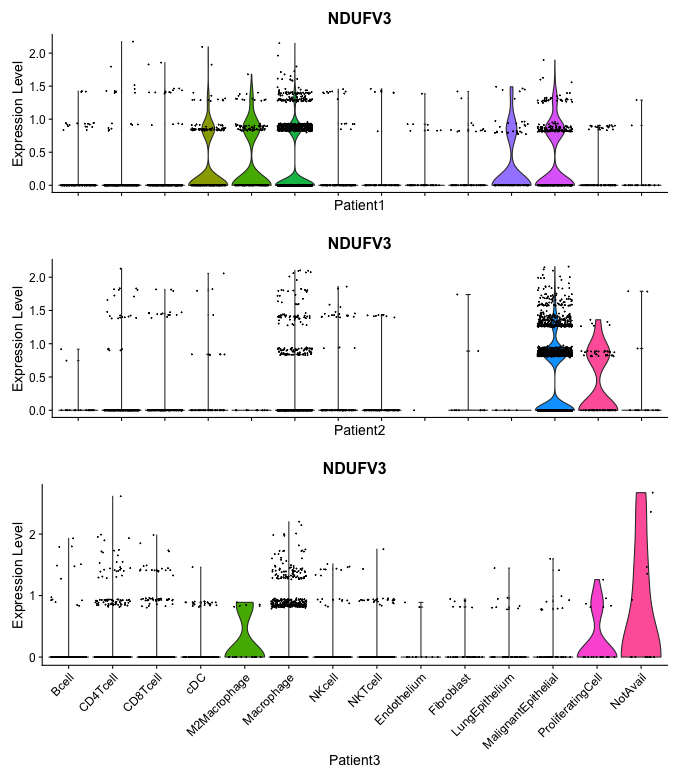 NDUFV3
Expression Level
2.0
1.5
1.0
0.5
0.0
Patient1
NDUFV3
Expression Level
2.0
1.5
1.0
0.5
0.0
Patient2
NDUFV3
Expression Level
2
1
0
Bcell
CD4Tcell
CD8Tcell
cDC
M2Macrophage
Macrophage
NKcell
NKTcell
Endothelium
Fibroblast
LungEpithelium
MalignantEpithelial
ProliferatingCell
NotAvail
Patient3